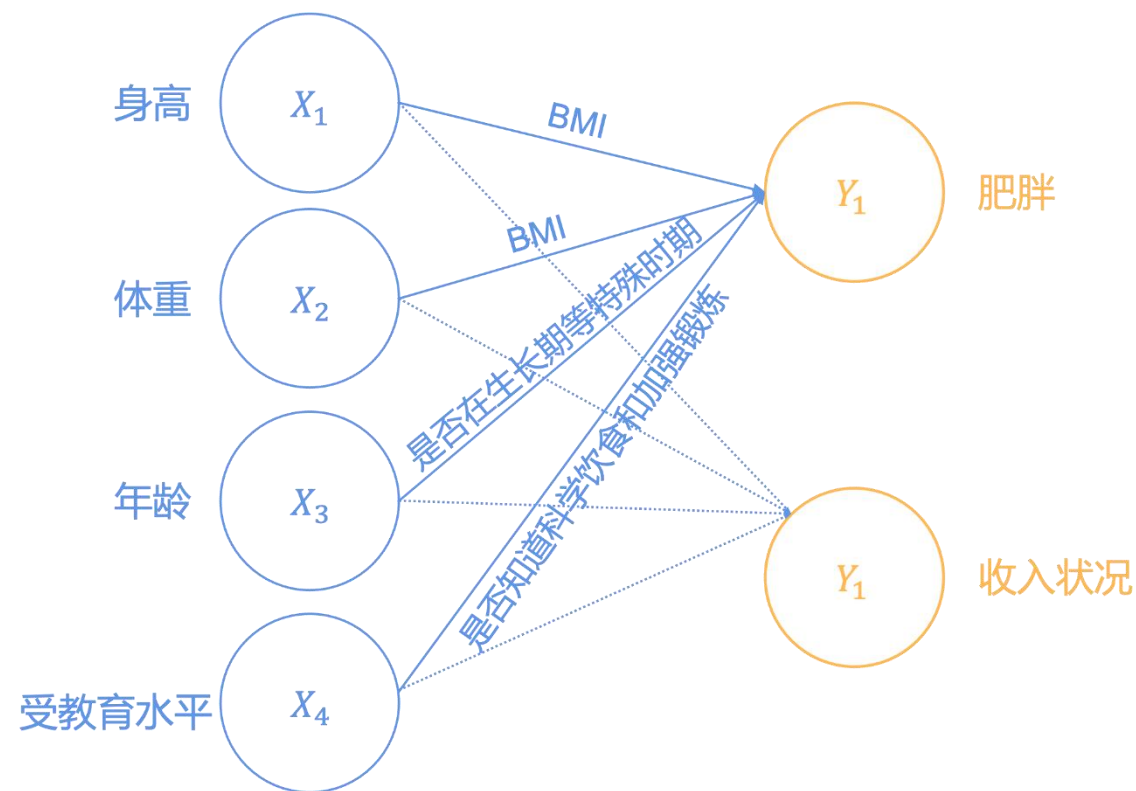 身高
X₁
BMI
Y₁
肥胖
体重
X₂
BMI
是否在生长期等特殊时期
年龄
X₃
是否知道科学饮食和加强锻炼
Y₁
收入状况
受教育水平
X₄